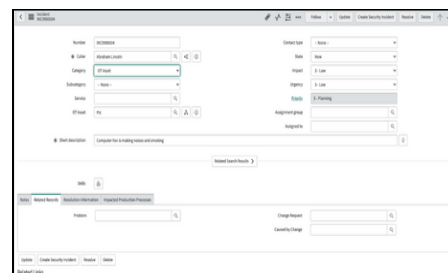 Incident
Follow Update Create Security Incident Resolve Delete
Number INC0000034
Contact type -- None --
Caller Abraham Lincoln
State New
Category OT Asset
Impact 3 - Low
Subcategory -- None --
Urgency 3 - Low
Service
Priority 5 - Planning
OT Asset
Assignment group
Assigned to
Short description Computer Fan is making noises and smoking
Related Search Results
Skills
Notes Related Records Resolution Information Impacted Production Processes
Problem
Change Request
Caused by Change
Update Create Security Incident Resolve Delete
Related Links